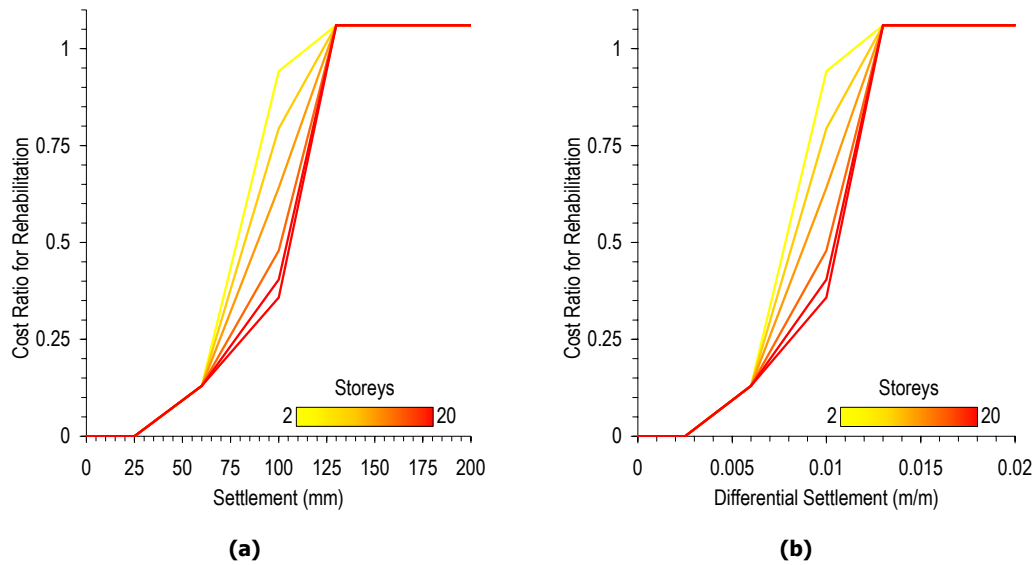 1
0.75
0.5
0.25
0
Cost Ratio for Rehabilitation
Storeys
2 20
0 25 50 75 100 125 150 175 200
Settlement (mm)
(a)
1
0.75
0.5
0.25
0
Cost Ratio for Rehabilitation
Storeys
2 20
0 0.005 0.01 0.015 0.02
Differential Settlement (m/m)
(b)